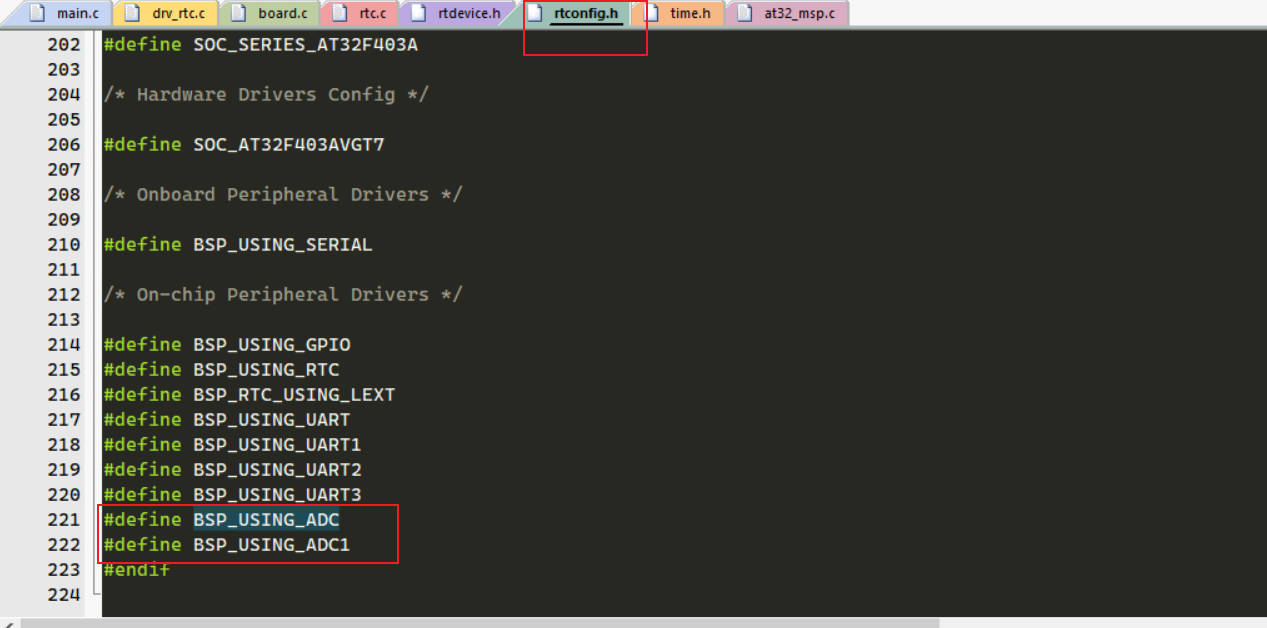 main.c drv_rtc.c board.c rtc.c rtdevice.h rtconfig.h time.h at32_msp.c
202 #define SOC_SERIES_AT32F403A
203
204 /* Hardware Drivers Config */
205
206 #define SOC_AT32F403AVGT7
207
208 /* Onboard Peripheral Drivers */
209
210 #define BSP_USING_SERIAL
211
212 /* On-chip Peripheral Drivers */
213
214 #define BSP_USING_GPIO
215 #define BSP_USING_RTC
216 #define BSP_RTC_USING_LEXT
217 #define BSP_USING_UART
218 #define BSP_USING_UART1
219 #define BSP_USING_UART2
220 #define BSP_USING_UART3
221 #define BSP_USING_ADC
222 #define BSP_USING_ADC1
223 #endif
224